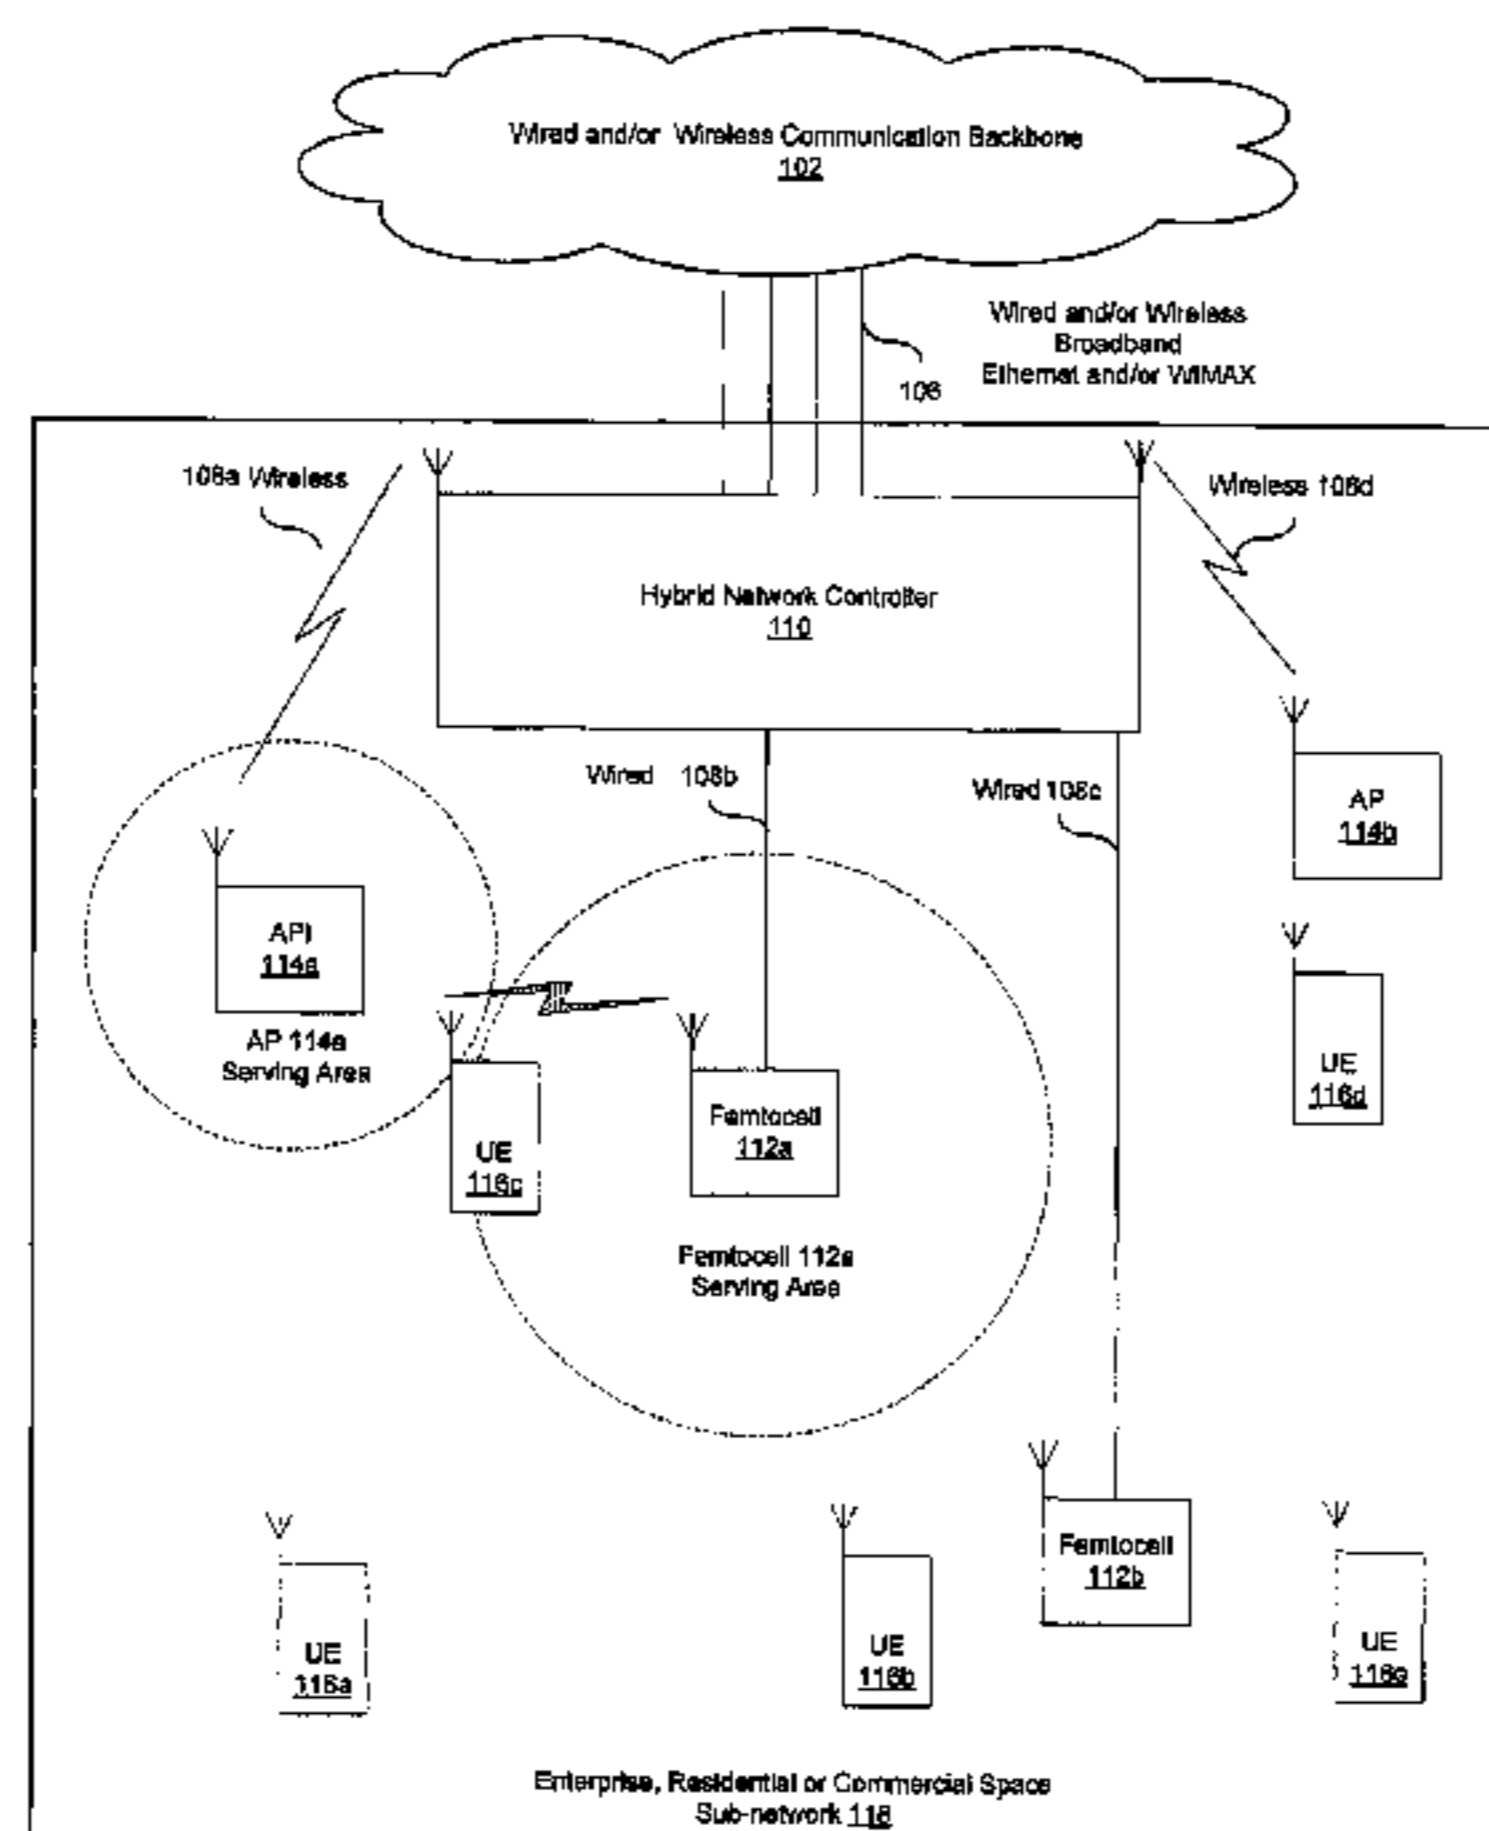 Wired and/or Wireless Communication Backbone
102
Wired and/or Wireless
Broadband
Ethernet and/or WiMAX
106
108a Wireless
Wireless 108d
Hybrid Network Controller
110
Wired 108b
Wired 108c
AP
114b
API
114a
AP 114a
Serving Area
UE
116d
Femtocell
112a
UE
116c
Femtocell 112a
Serving Area
Femtocell
112b
UE
116a
UE
116b
UE
116e
Enterprise, Residential or Commercial Space
Sub-network 118